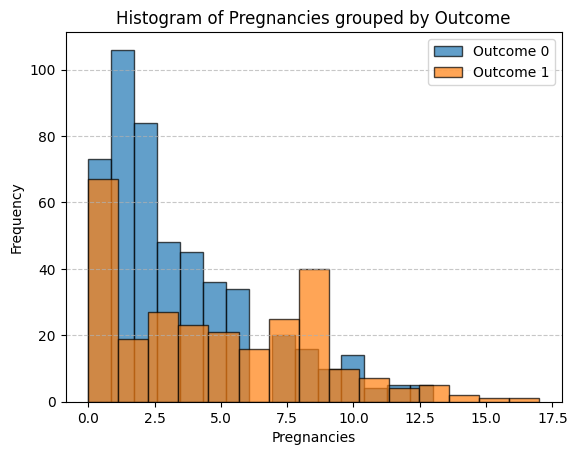 Histogram of Pregnancies grouped by Outcome
Outcome 0
Outcome 1
Frequency
100
80
60
40
20
0
0.0 2.5 5.0 7.5 10.0 12.5 15.0 17.5
Pregnancies